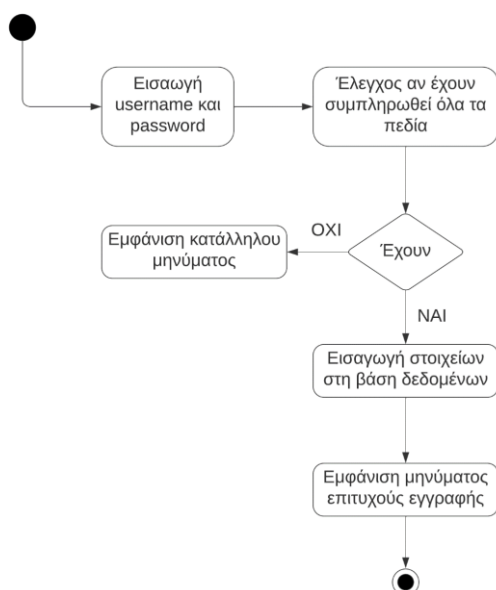 Εισαωγή
username και
password
Έλεγχος αν έχουν
συμπληρωθεί όλα τα
πεδία
ΟΧΙ
Έχουν
Εμφάνιση κατάλληλου
μηνύματος
ΝΑΙ
Εισαγωγή στοιχείων
στη βάση δεδομένων
Εμφάνιση μηνύματος
επιτυχούς εγγραφής